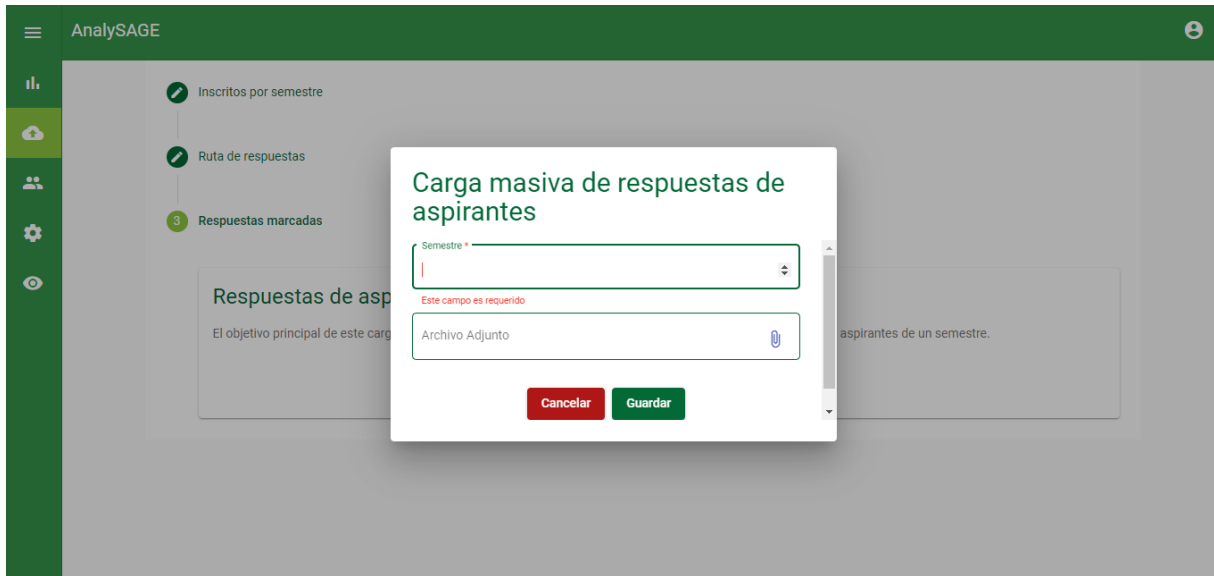 AnalySAGE
Inscritos por semestre
Ruta de respuestas
3 Respuestas marcadas
Carga masiva de respuestas de
aspirantes
Semestre *
Este campo es requerido
Archivo Adjunto
Cancelar Guardar
Respuestas de asp
El objetivo principal de este carg
aspirantes de un semestre.